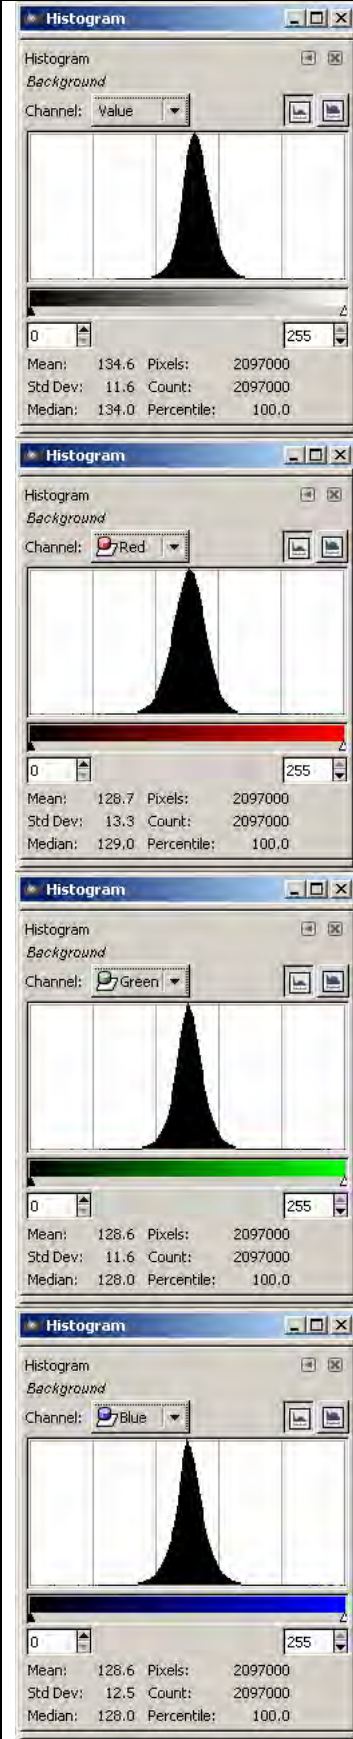 Histogram
Histogram
Background
Channel: Value
0 255
Mean: 134.6 Pixels: 2097000
Std Dev: 11.6 Count: 2097000
Median: 134.0 Percentile: 100.0
Histogram
Histogram
Background
Channel: Red
0 255
Mean: 128.7 Pixels: 2097000
Std Dev: 13.3 Count: 2097000
Median: 129.0 Percentile: 100.0
Histogram
Histogram
Background
Channel: Green
0 255
Mean: 128.6 Pixels: 2097000
Std Dev: 11.6 Count: 2097000
Median: 128.0 Percentile: 100.0
Histogram
Histogram
Background
Channel: Blue
0 255
Mean: 128.6 Pixels: 2097000
Std Dev: 12.5 Count: 2097000
Median: 128.0 Percentile: 100.0